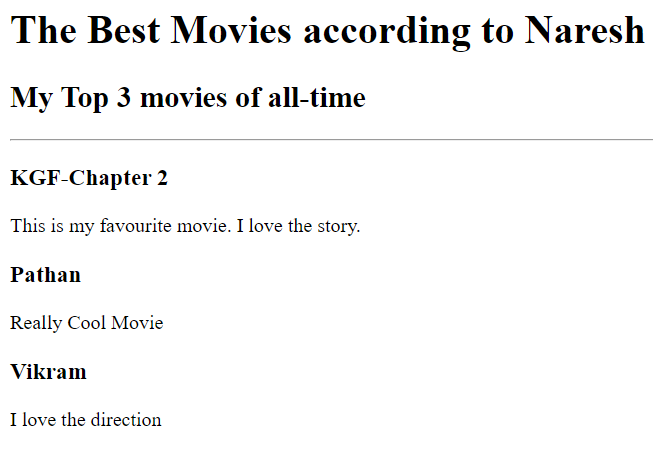 The Best Movies according to Naresh
My Top 3 movies of all-time
KGF-Chapter 2
This is my favourite movie. I love the story.
Pathan
Really Cool Movie
Vikram
I love the direction